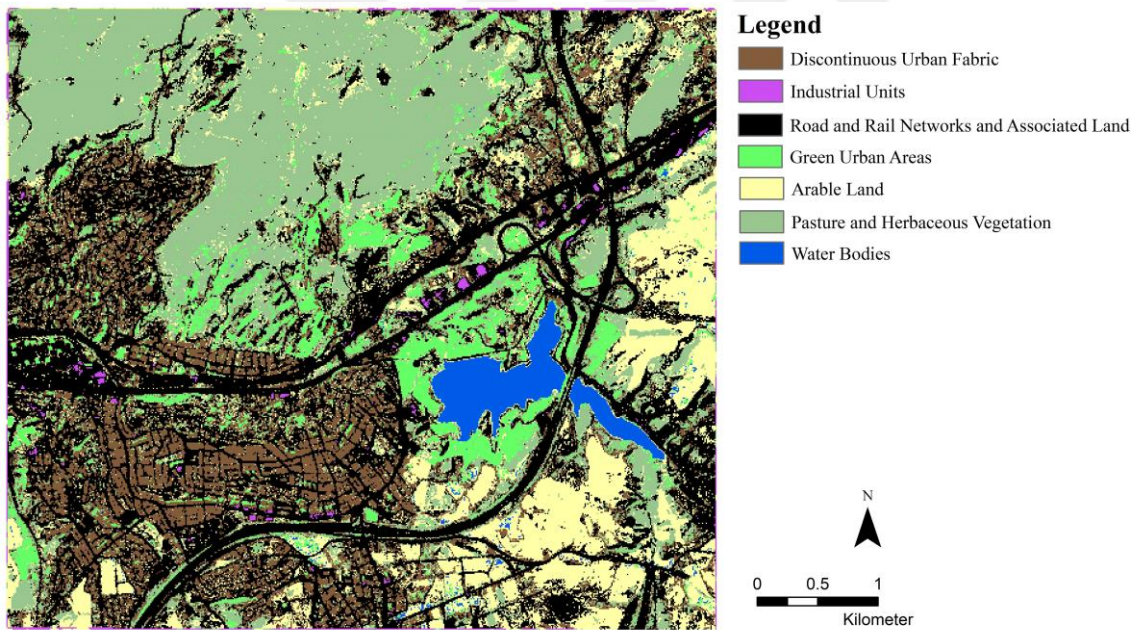 Legend
Discontinuous Urban Fabric
Industrial Units
Road and Rail Networks and Associated Land
Green Urban Areas
Arable Land
Pasture and Herbaceous Vegetation
Water Bodies
N
0 0.5 1
Kilometer